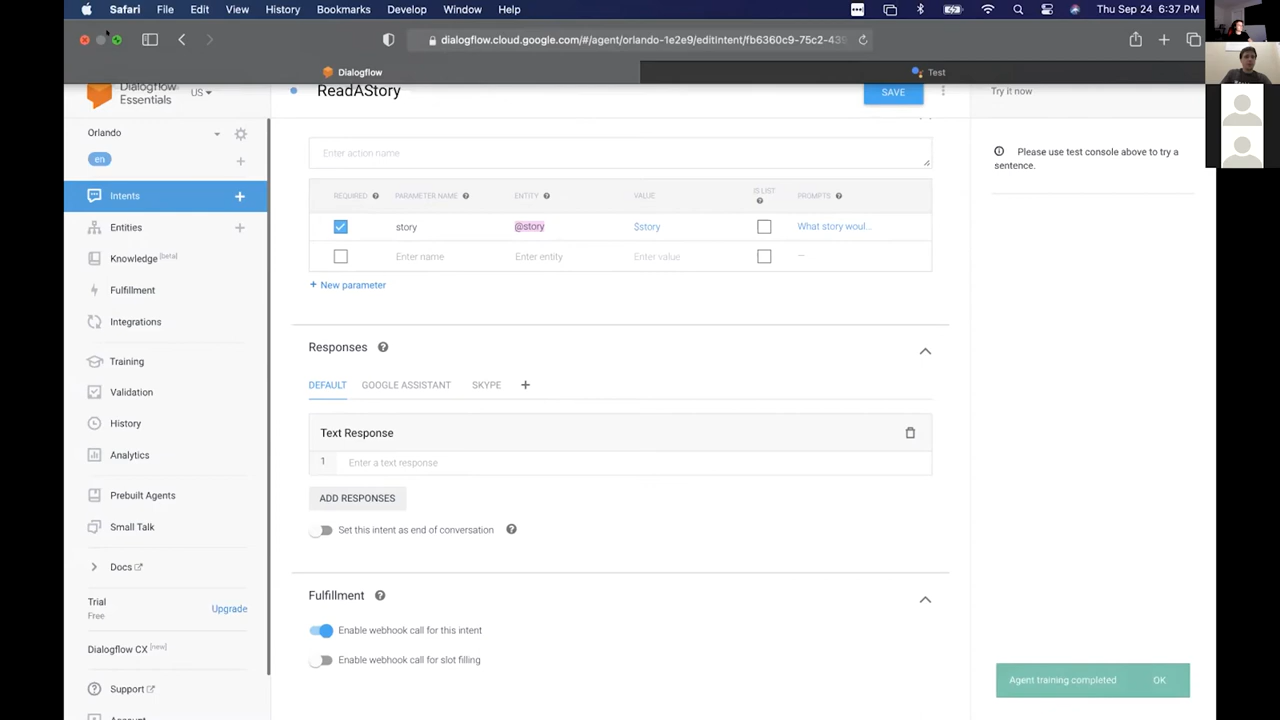 Safari File Edit View History Bookmarks Develop Window Help Thu Sep 24 6:37 PM
dialogflow.cloud.google.com/#/agent/orlando-1e2e9/editIntent/fb6360c9-75c2-439
Dialogflow Test
Dialogflow
Essentials
US
ReadAStory
SAVE
Try it now
Orlando
en
Please use test console above to try a
sentence.
Enter action name
REQUIRED PARAMETER NAME ENTITY VALUE IS LIST PROMPTS
story @story $story What story woul...
Enter name Enter entity Enter value —
+ New parameter
Intents
Entities
Knowledge [beta]
Fulfillment
Integrations
Training
Validation
History
Analytics
Prebuilt Agents
Small Talk
Docs
Trial
Free
Upgrade
Dialogflow CX [new]
Support
Responses
DEFAULT GOOGLE ASSISTANT SKYPE
Text Response
1 Enter a text response
ADD RESPONSES
Set this intent as end of conversation
Fulfillment
Enable webhook call for this intent
Enable webhook call for slot filling
Agent training completed OK